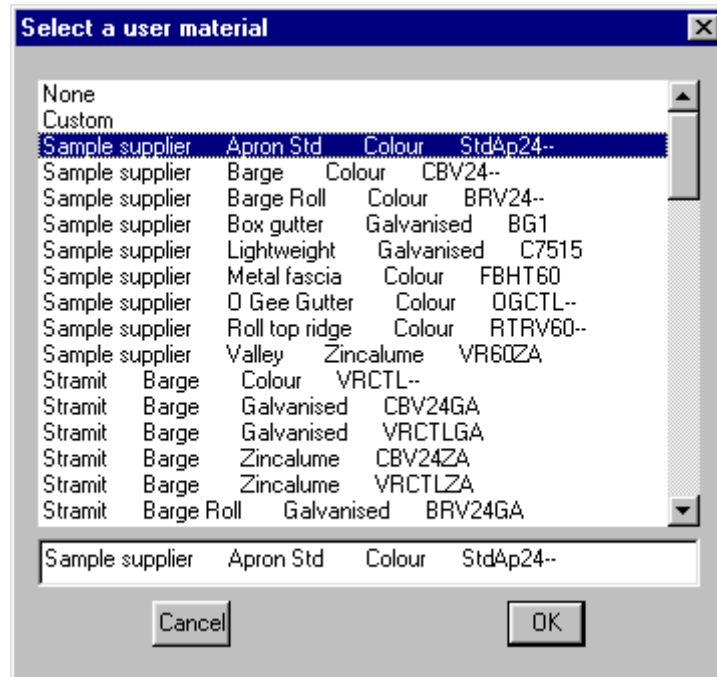 Select a user material
None
Custom
Sample supplier Apron Std Colour StdAp24--
Sample supplier Barge Colour CBV24--
Sample supplier Barge Roll Colour BRV24--
Sample supplier Box gutter Galvanised BG1
Sample supplier Lightweight Galvanised C7515
Sample supplier Metal fascia Colour FBHT60
Sample supplier O Gee Gutter Colour OGCTL--
Sample supplier Roll top ridge Colour RTRV60--
Sample supplier Valley Zincalume VR60ZA
Stramit Barge Colour VRCTL--
Stramit Barge Galvanised CBV24GA
Stramit Barge Galvanised VRCTLGA
Stramit Barge Zincalume CBV24ZA
Stramit Barge Zincalume VRCTLZA
Stramit Barge Roll Galvanised BRV24GA
Sample supplier Apron Std Colour StdAp24--
Cancel OK